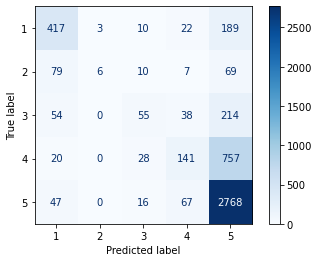 1 417 3 10 22 189
2 79 6 10 7 69
3 54 0 55 38 214
4 20 0 28 141 757
5 47 0 16 67 2768
1 2 3 4 5
Predicted label
True label
2500
2000
1500
1000
500
0